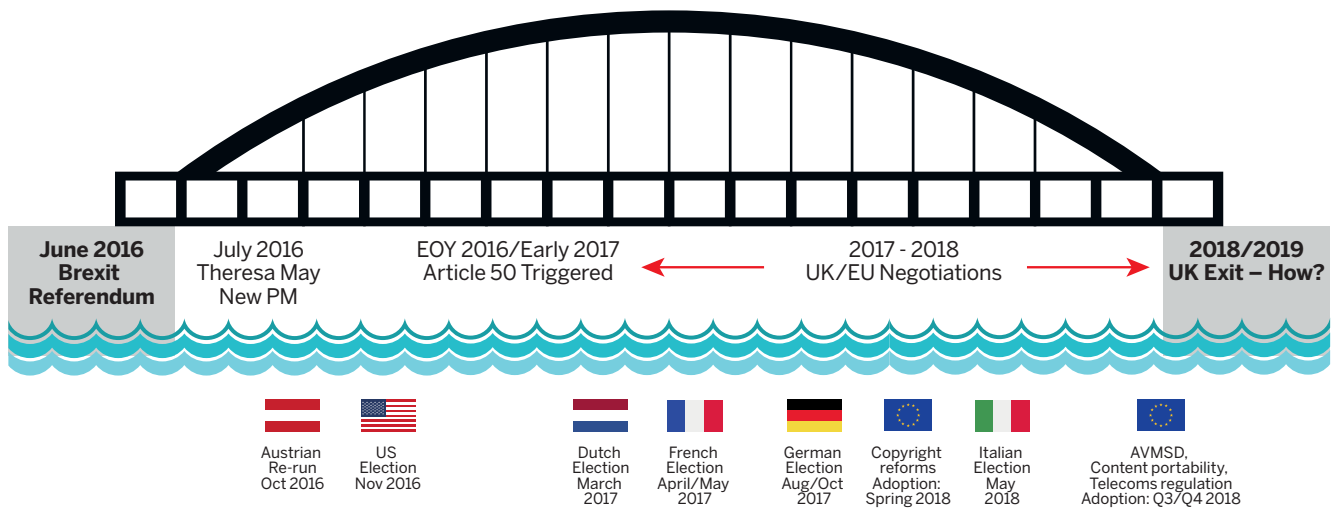 June 2016
Brexit
Referendum
July 2016
Theresa May
New PM
EOY 2016/Early 2017
Article 50 Triggered
2017 - 2018
UK/EU Negotiations
2018/2019
UK Exit – How?
Austrian
Re-run
Oct 2016
US
Election
Nov 2016
Dutch
Election
March
2017
French
Election
April/May
2017
German
Election
Aug/Oct
2017
Copyright
reforms
Adoption:
Spring 2018
Italian
Election
May
2018
AVMSD,
Content portability,
Telecoms regulation
Adoption: Q3/Q4 2018